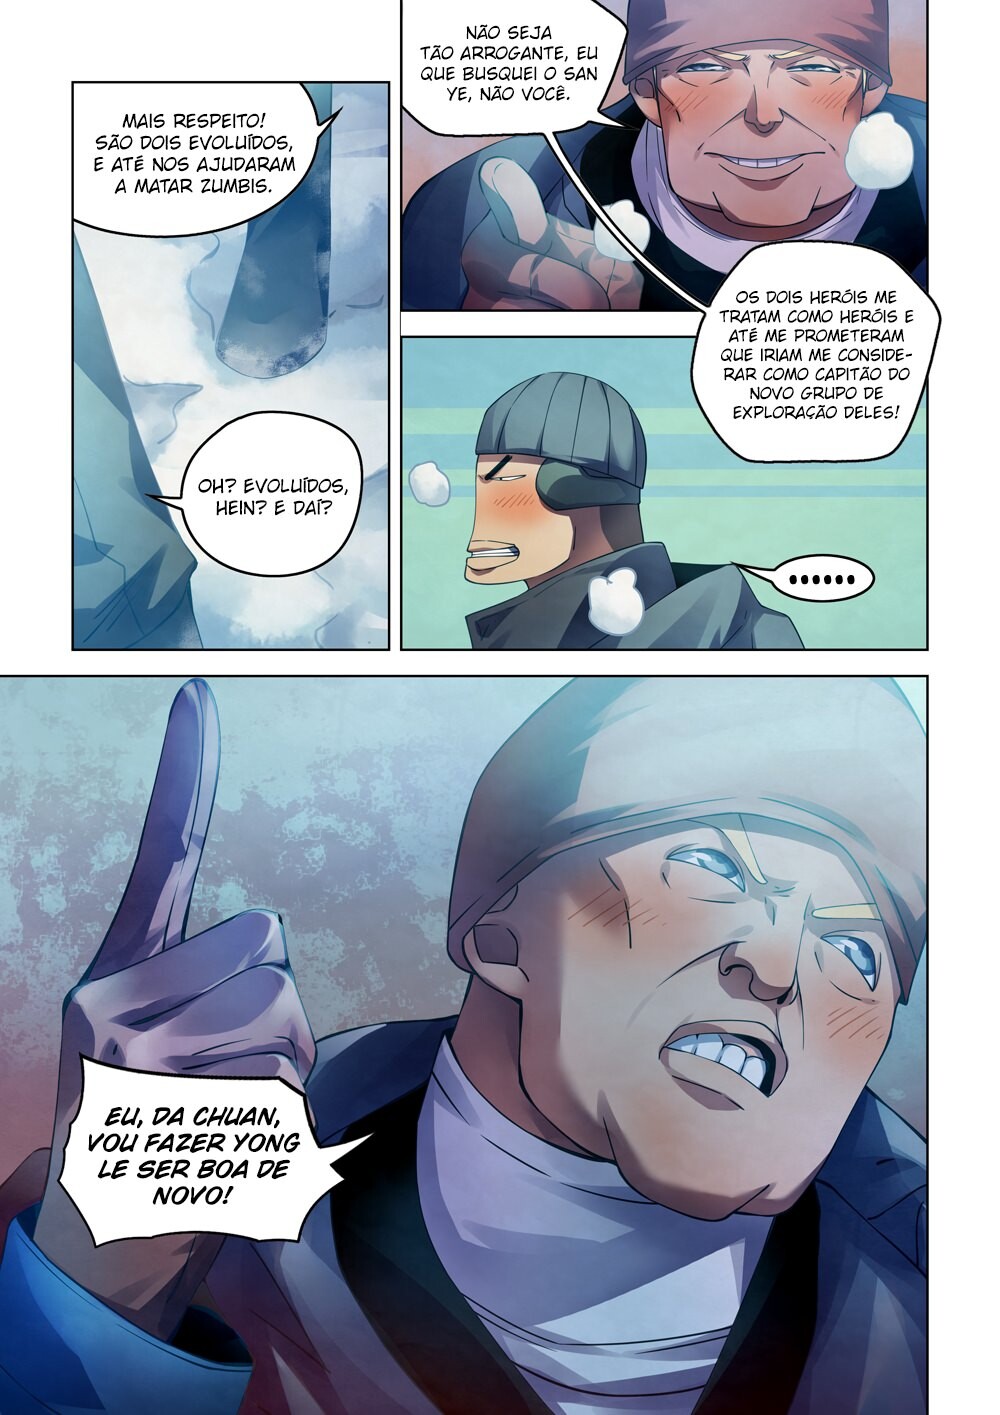 MAIS RESPEITO!
SÃO DOIS EVOLUÍDOS,
E ATÉ NOS AJUDARAM
A MATAR ZUMBIS.
OH? EVOLUÍDOS,
HEIN? E DAÍ?
NÃO SEJA
TÃO ARROGANTE, EU
QUE BUSQUEI O SAN
YE, NÃO VOCÊ.
OS DOIS HERÓIS ME
TRATAM COMO HERÓIS E
ATÉ ME PROMETERAM
QUE IRIAM ME CONSIDE-
RAR COMO CAPITÃO DO
NOVO GRUPO DE
EXPLORAÇÃO DELES!
••••••
EU, DA CHUAN,
VOU FAZER YONG
LE SER BOA DE
NOVO!